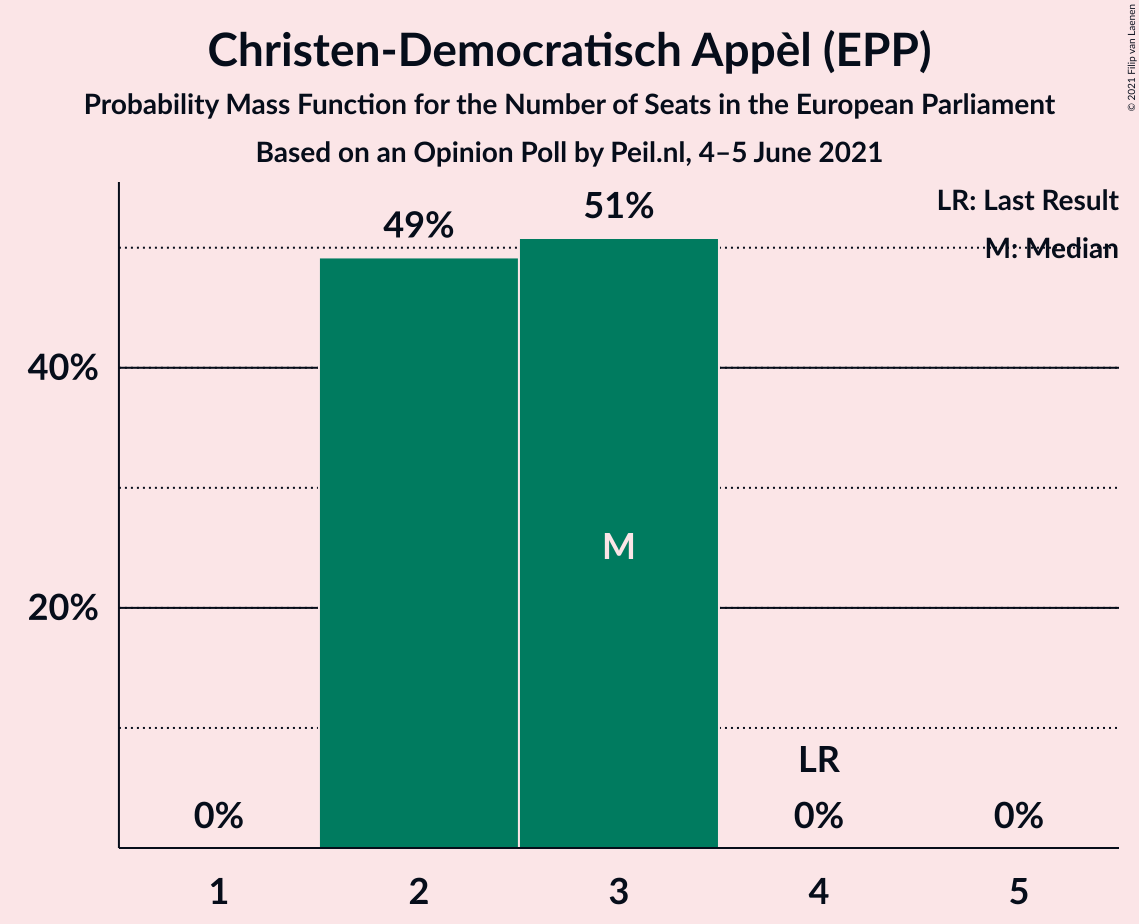 Christen-Democratisch Appèl (EPP)
Probability Mass Function for the Number of Seats in the European Parliament
Based on an Opinion Poll by Peil.nl, 4–5 June 2021
© 2021 Filip van Laenen
LR: Last Result
M: Median
49%
51%
40%
20%
M
LR
0%
0%
0%
1
2
3
4
5